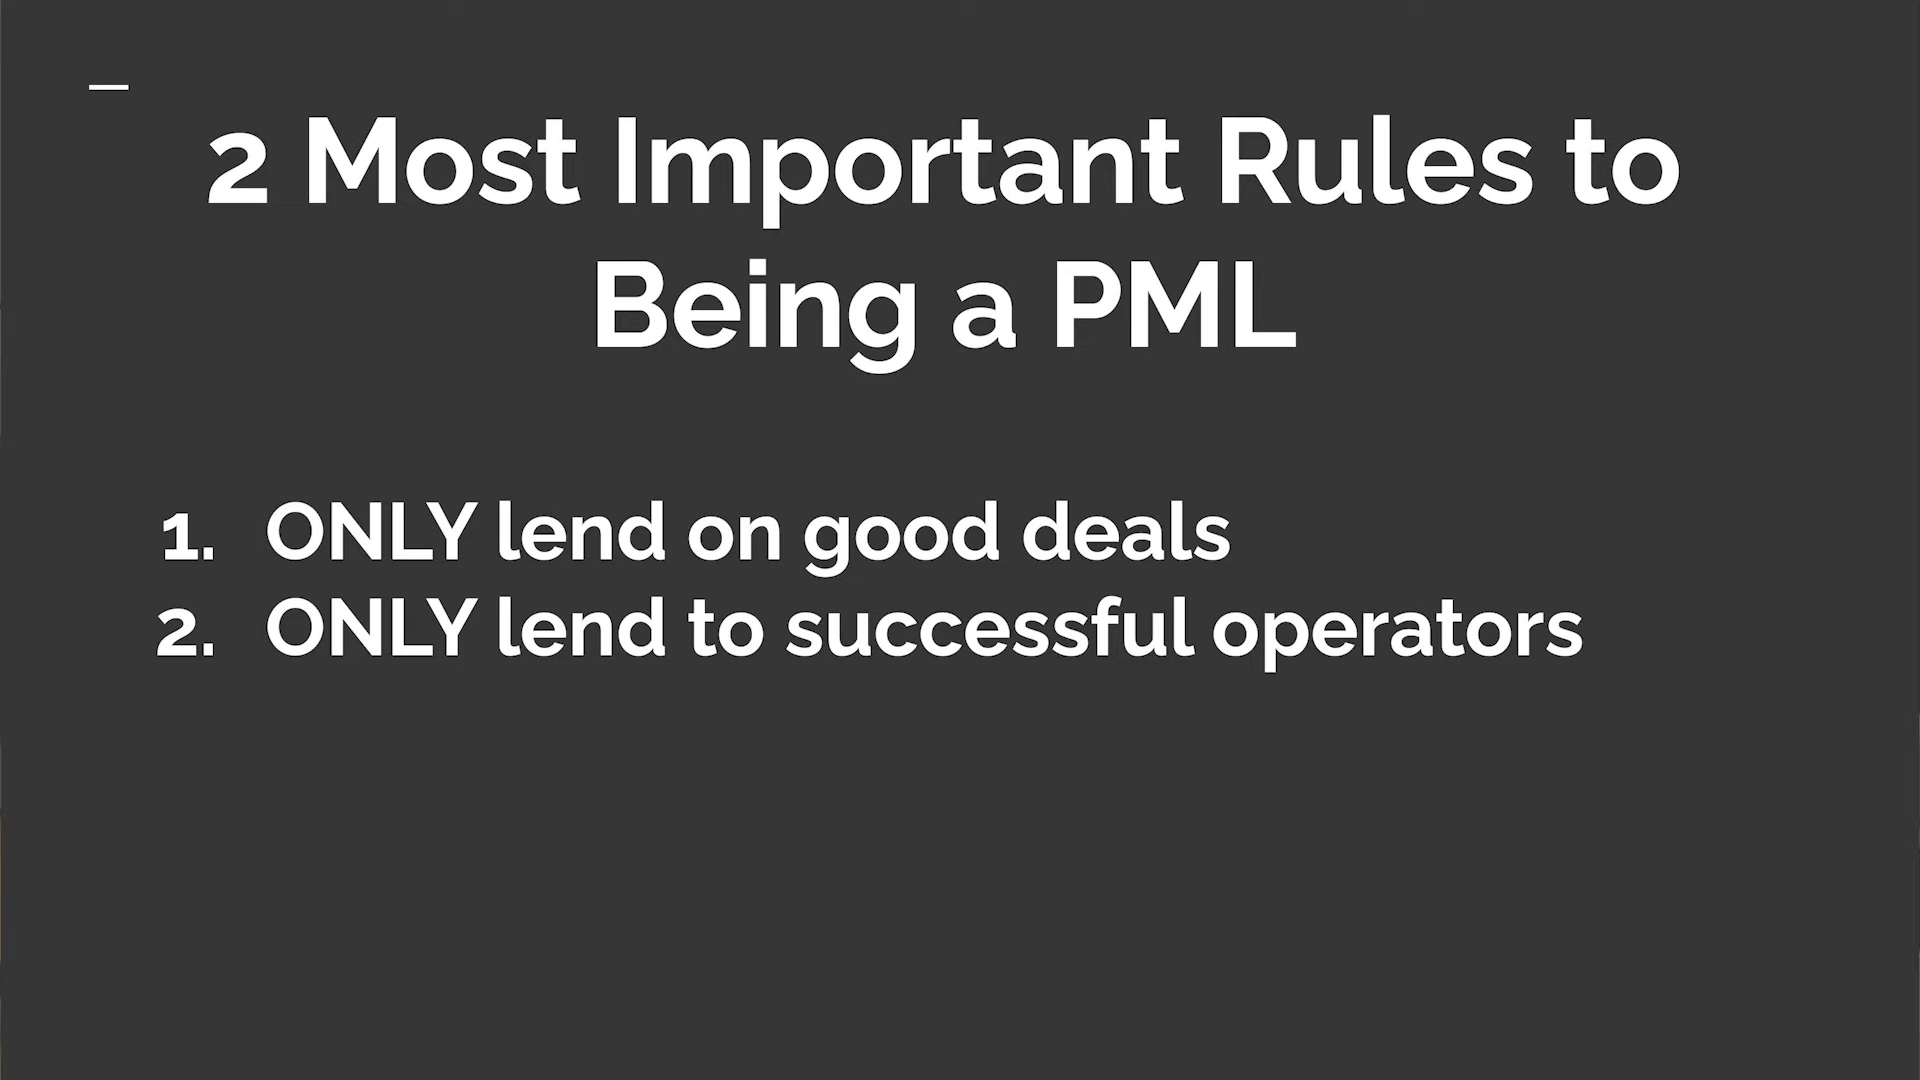 2 Most Important Rules to
Being a PML
1. ONLY lend on good deals
2. ONLY lend to successful operators